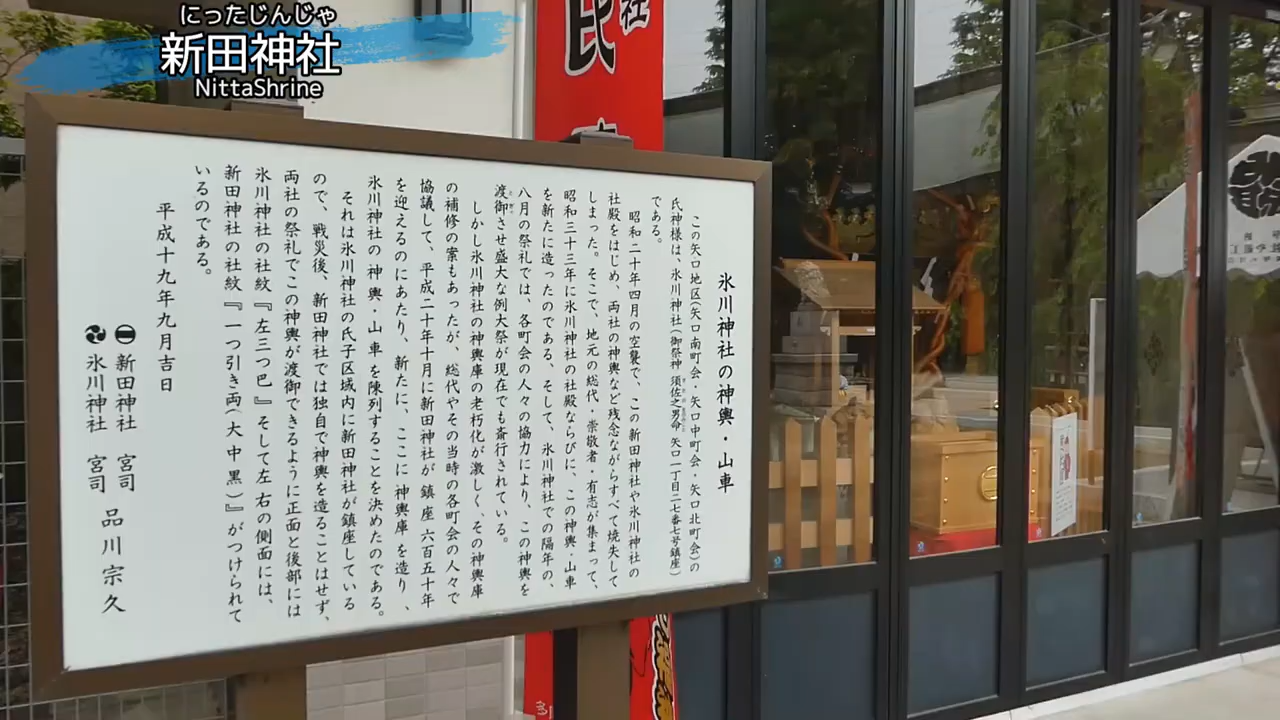 にったじんじゃ
新田神社
NittaShrine
氷川神社の神輿・山車
この矢口地区(矢口南町会・矢口中町会・矢口北町会)の
氏神様は、氷川神社(御祭神 須佐之男命 矢口一丁目二七番七号鎮座)
である。
昭和二十年四月の空襲で、この新田神社や氷川神社の
社殿をはじめ、両社の神輿など残念ながらすべて焼失して
しまった。そこで、地元の総代・崇敬者・有志が集まって、
昭和三十三年に氷川神社の社殿ならびに、この神輿・山車
を新たに造ったのである。そして、氷川神社での隔年の、
八月の祭礼では、各町会の人々の協力により、この神輿を
渡御させ盛大な例大祭が現在でも斎行されている。
しかし氷川神社の神輿庫の老朽化が激しく、その神輿庫
の補修の案もあったが、総代やその当時の各町会の人々で
協議して、平成二十年十月に新田神社が 鎮座 六百五十年
を迎えるのにあたり、新たに、ここに 神輿庫 を造り、
氷川神社の 神輿・山車 を陳列することを決めたのである。
それは氷川神社の氏子区域内に新田神社が鎮座している
ので、戦災後、新田神社では独自で神輿を造ることはせず、
両社の祭礼でこの神輿が渡御できるように正面と後部には
氷川神社の社紋『左三つ巴』そして左右の側面には、
新田神社の社紋『一つ引き両(大中黒)』がつけられて
いるのである。
平成十九年九月吉日
新田神社 宮司
氷川神社 宮司 品川宗久
社
氏